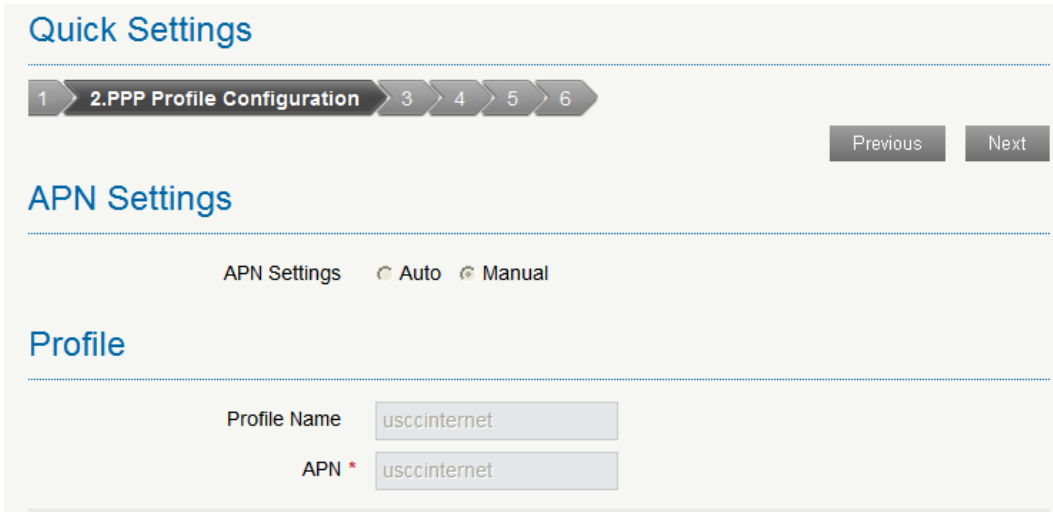 Quick Settings
1 2.PPP Profile Configuration 3 4 5 6
Previous Next
APN Settings
APN Settings Auto Manual
Profile
Profile Name usccinternet
APN * usccinternet